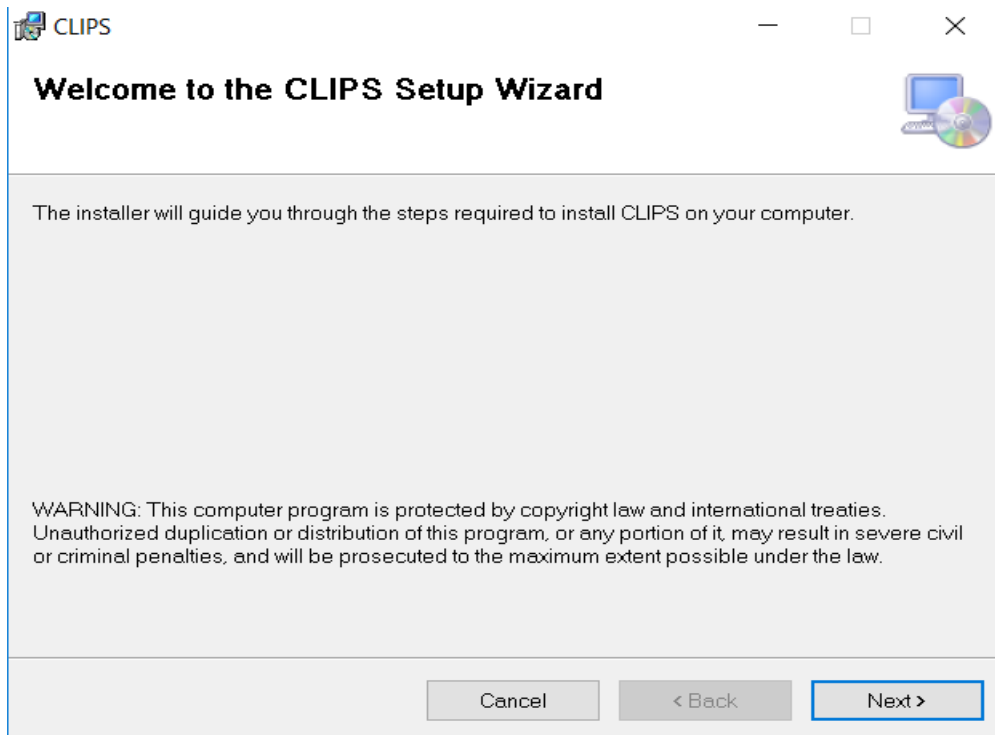 CLIPS
Welcome to the CLIPS Setup Wizard
The installer will guide you through the steps required to install CLIPS on your computer.
WARNING: This computer program is protected by copyright law and international treaties.
Unauthorized duplication or distribution of this program, or any portion of it, may result in severe civil
or criminal penalties, and will be prosecuted to the maximum extent possible under the law.
Cancel < Back Next >